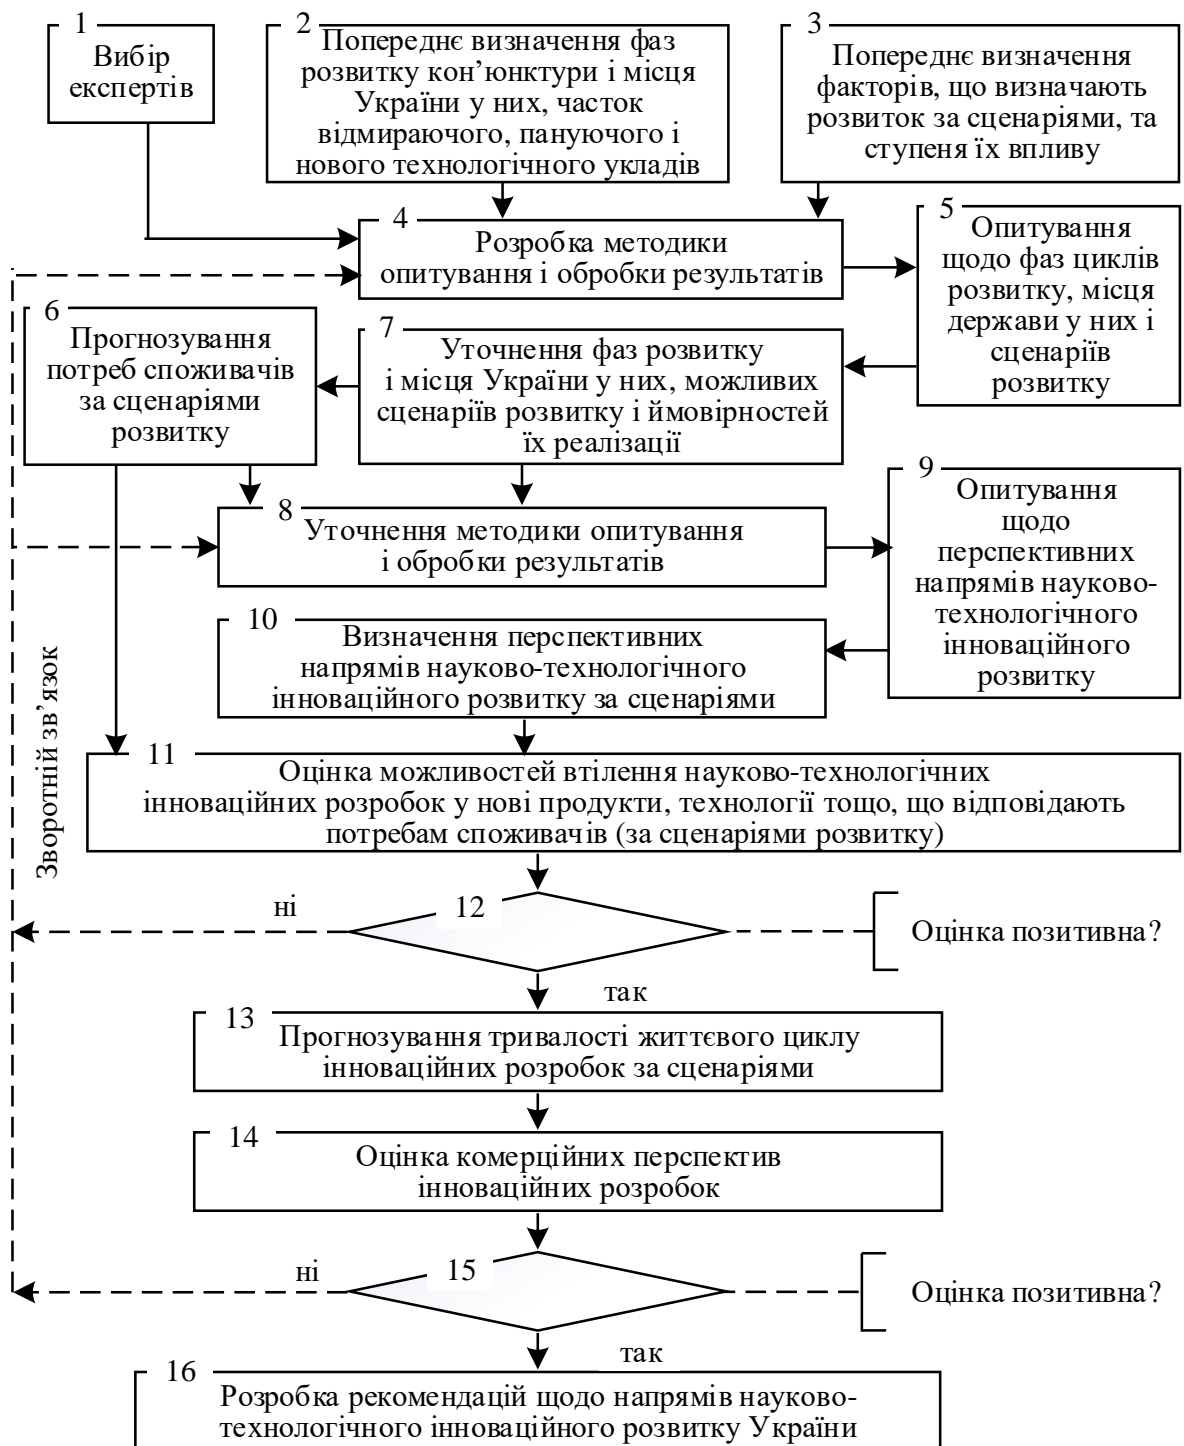 1
Вибір
експертів
2
Попереднє визначення фаз
розвитку кон’юнктури і місця
України у них, часток
відмираючого, пануючого і
нового технологічного укладів
3
Попереднє визначення
факторів, що визначають
розвиток за сценаріями, та
ступеня їх впливу
4
Розробка методики
опитування і обробки результатів
5
Опитування
щодо фаз циклів
розвитку, місця
держави у них і
сценаріїв
розвитку
6
Прогнозування
потреб споживачів
за сценаріями
розвитку
7
Уточнення фаз розвитку
і місця України у них, можливих
сценаріїв розвитку і ймовірностей
їх реалізації
8
Уточнення методики опитування
і обробки результатів
9
Опитування
щодо
перспективних
напрямів науково-
технологічного
інноваційного
розвитку
10
Визначення перспективних
напрямів науково-технологічного
інноваційного розвитку за сценаріями
Зворотній зв’язок
11
Оцінка можливостей втілення науково-технологічних
інноваційних розробок у нові продукти, технології тощо, що відповідають
потребам споживачів (за сценаріями розвитку)
ні
12
Оцінка позитивна?
так
13
Прогнозування тривалості життєвого циклу
інноваційних розробок за сценаріями
14
Оцінка комерційних перспектив
інноваційних розробок
ні
15
Оцінка позитивна?
так
16
Розробка рекомендацій щодо напрямів науково-
технологічного інноваційного розвитку України